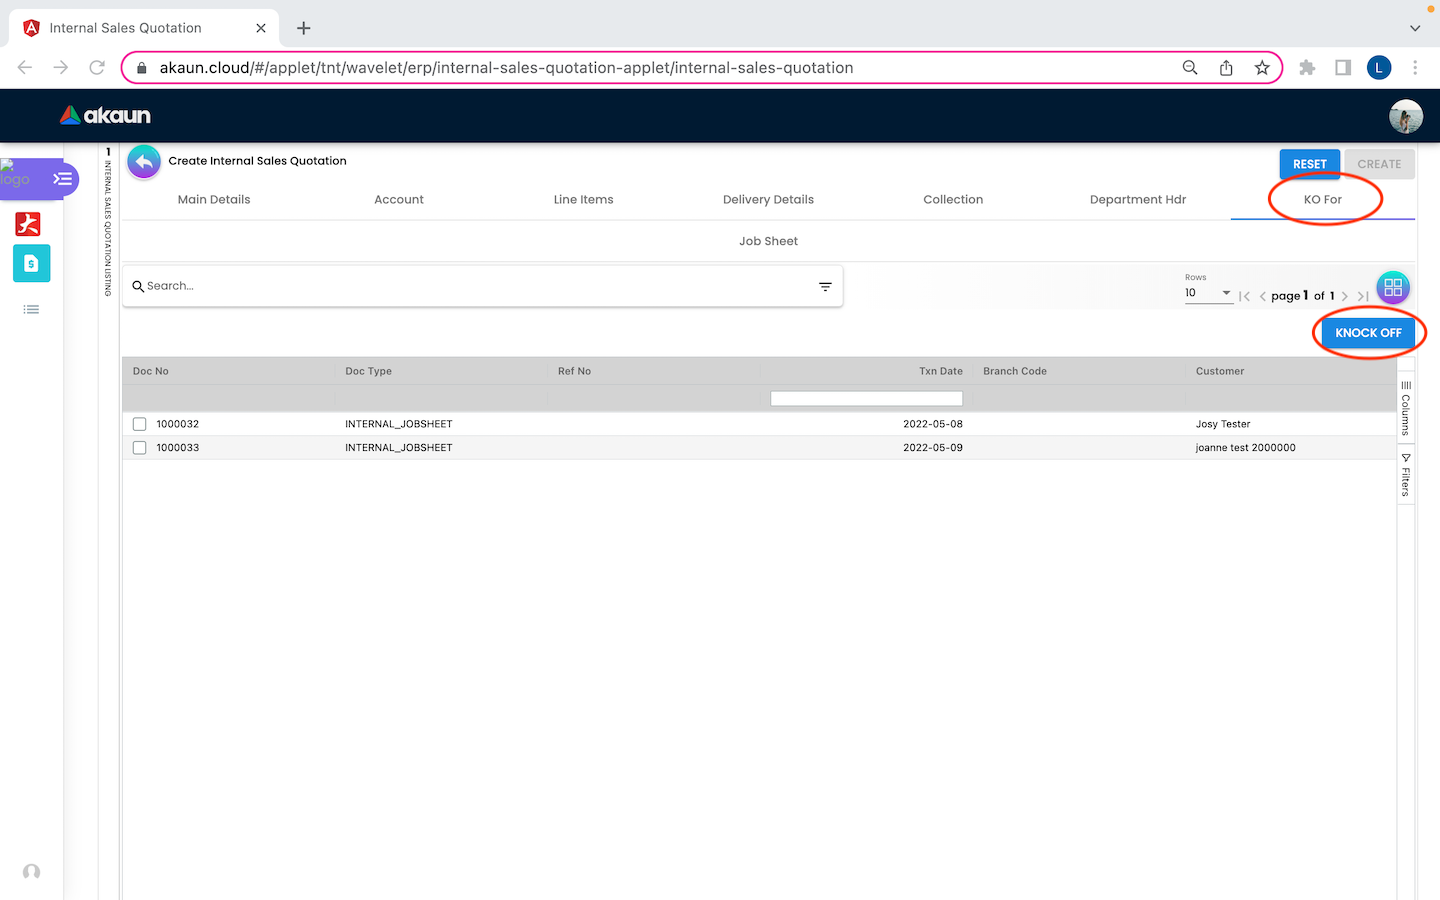 Internal Sales Quotation
akaun.cloud/#/applet/tnt/wavelet/erp/internal-sales-quotation-applet/internal-sales-quotation
L
akaun
logo
1 INTERNAL SALES QUOTATION LISTING
Create Internal Sales Quotation
RESET CREATE
Main Details Account Line Items Delivery Details Collection Department Hdr KO For
Job Sheet
Search...
Rows
10 page 1 of 1
KNOCK OFF
Doc No Doc Type Ref No Txn Date Branch Code Customer
1000032 INTERNAL_JOBSHEET 2022-05-08 Josy Tester
1000033 INTERNAL_JOBSHEET 2022-05-09 joanne test 2000000
Columns
Filters